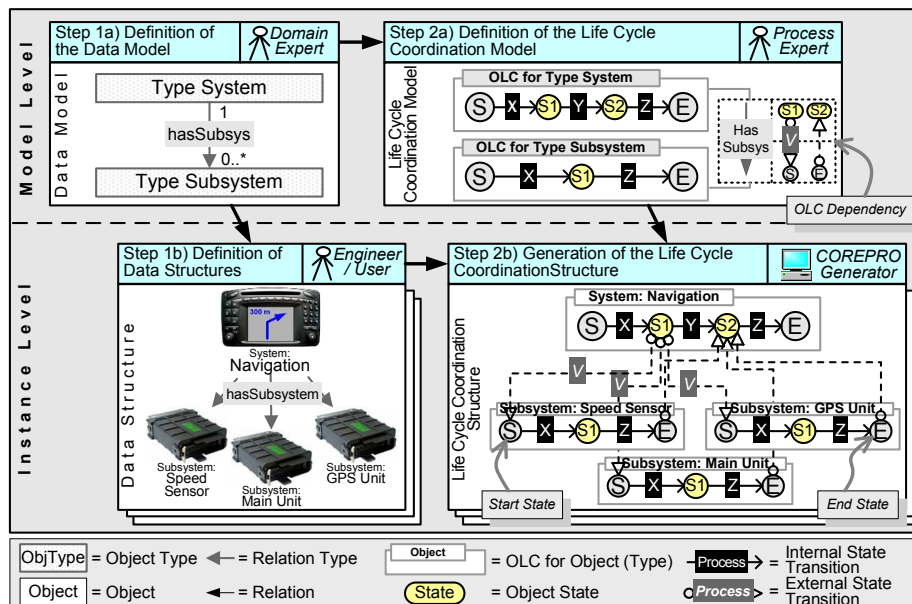 Model Level
Step 1a) Definition of
the Data Model
Domain
Expert
Data Model
Type System
1
hasSubsys
0..*
Type Subsystem
Step 2a) Definition of the Life Cycle
Coordination Model
Process
Expert
Life Cycle
Coordination Model
OLC for Type System
S X S1 Y S2 Z E
OLC for Type Subsystem
S X S1 Z E
Has
Subsys
S1 S2
V
S E
OLC Dependency
Instance Level
Step 1b) Definition of
Data Structures
Engineer
/ User
Data Structure
300 m
System:
Navigation
hasSubsystem
Subsystem:
Speed
Sensor
Subsystem:
Main Unit
Subsystem:
GPS Unit
Step 2b) Generation of the Life Cycle
CoordinationStructure
COREPRO
Generator
Life Cycle Coordination
Structure
System: Navigation
S X S1 Y S2 Z E
V V V
Subsystem: Speed Sensor
S X S1 Z E
Subsystem: GPS Unit
S X S1 Z E
Subsystem: Main Unit
S X S1 Z E
Start State
End State
ObjType = Object Type
= Relation Type
Object = OLC for Object (Type)
Process = Internal State
Transition
Object = Object
= Relation
State = Object State
Process = External State
Transition